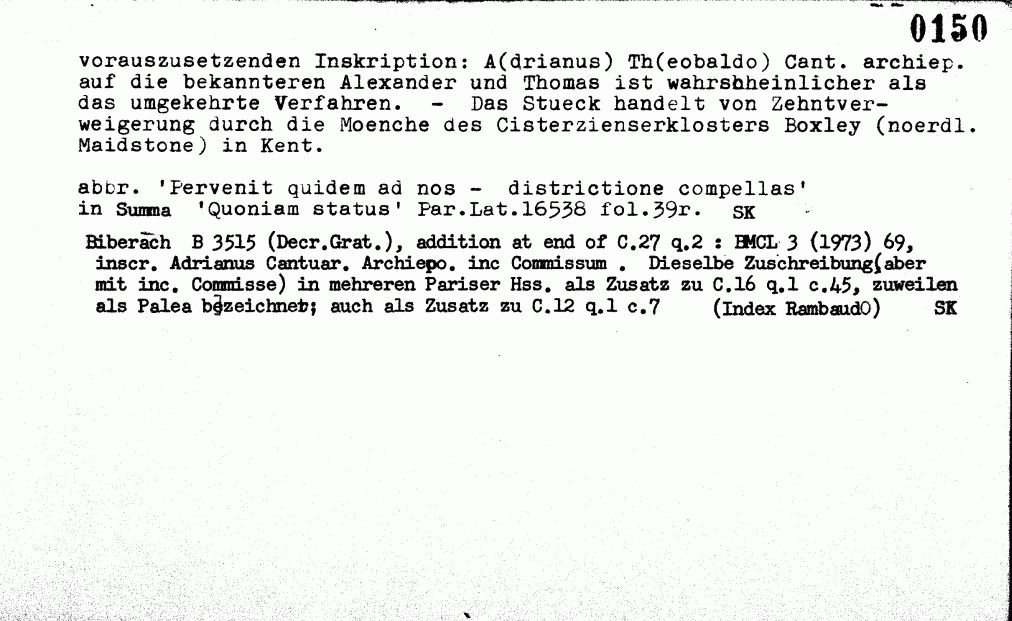 0150
vorauszusetzenden Inskription: A(drianus) Th(eobaldo) Cant. archiep.
auf die bekannteren Alexander und Thomas ist wahrshheinlicher als
das umgekehrte Verfahren. - Das Stueck handelt von Zehntver-
weigerung durch die Moenche des Cisterzienserklosters Boxley (noerdl.
Maidstone) in Kent.
abbr. 'Pervenit quidem ad nos - districtione compellas'
in Summa 'Quoniam status' Par.Lat.16538 fol.39r. SK
Biberach B 3515 (Decr.Grat.), addition at end of C.27 q.2 : BMCL 3 (1973) 69,
inscr. Adrianus Cantuar. Archiepo. inc Commissum . Dieselbe Zuschreibung(aber
mit inc. Commisse) in mehreren Pariser Hss. als Zusatz zu C.16 q.1 c.45, zuweilen
als Palea bezeichnet; auch als Zusatz zu C.12 q.1 c.7 (Index Rambaud0) SK